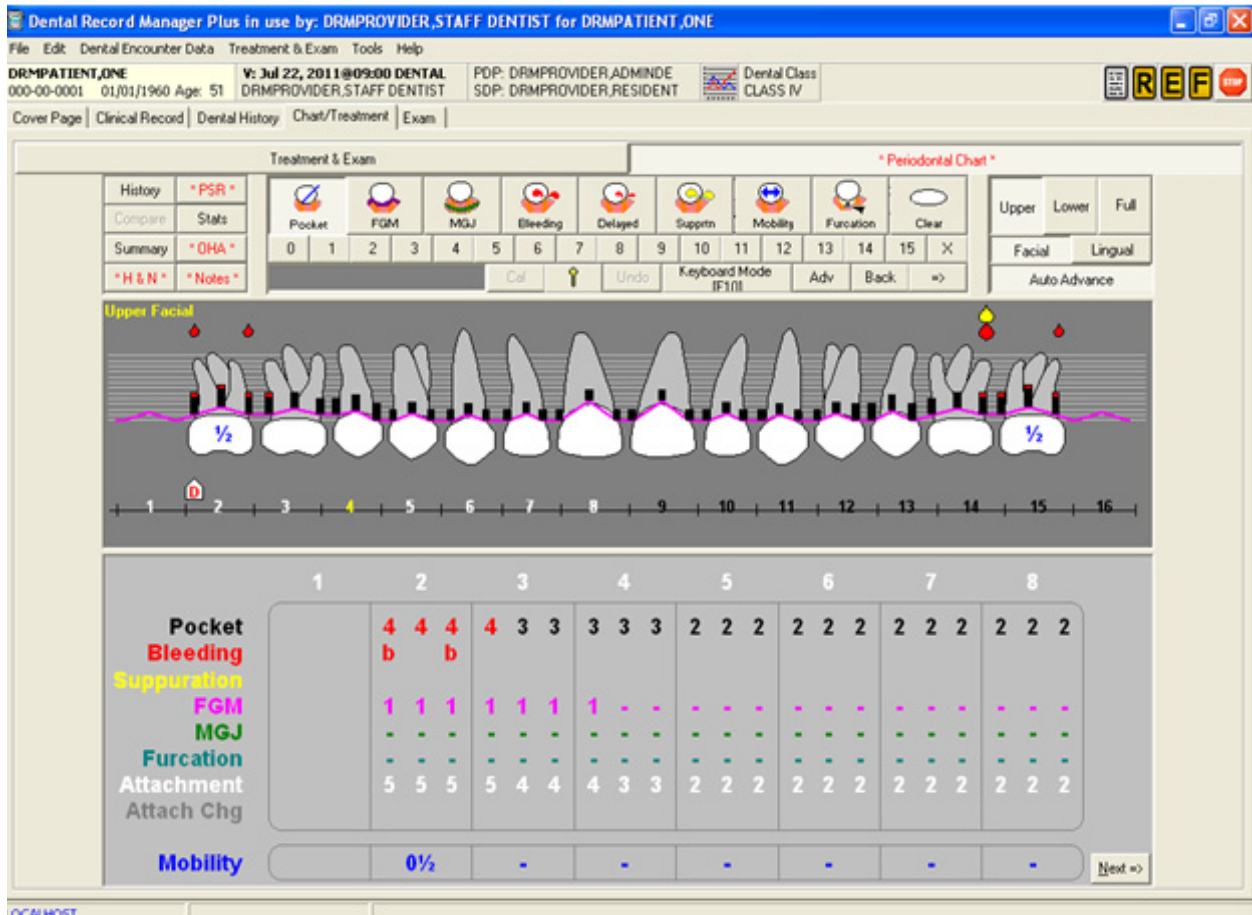 Dental Record Manager Plus in use by: DRMPROVIDER,STAFF DENTIST for DRMPATIENT,ONE
File Edit Dental Encounter Data Treatment & Exam Tools Help
DRMPATIENT,ONE V: Jul 22, 2011@09:00 DENTAL PDP: DRMPROVIDER,ADMINDE Dental Class
000-00-0001 01/01/1960 Age: 51 DRMPROVIDER,STAFF DENTIST SDP: DRMPROVIDER,RESIDENT CLASS IV R E F STOP
Cover Page Clinical Record Dental History Chart/Treatment Exam
Treatment & Exam * Periodontal Chart *
History * PSR * Pocket FGM MGJ Bleeding Delayed Supprtn Mobility Furcation Clear Upper Lower Full
Compare Stats
Summary * OHA * 0 1 2 3 4 5 6 7 8 9 10 11 12 13 14 15 X Facial Lingual
* H & N * * Notes * Cal Undo Keyboard Mode [F10] Adv Back => Auto Advance
Upper Facial
½ ½
D
1 2 3 4 5 6 7 8 9 10 11 12 13 14 15 16
1 2 3 4 5 6 7 8
Pocket 4 4 4 4 3 3 3 3 3 2 2 2 2 2 2 2 2 2 2 2 2
Bleeding b b
Suppuration
FGM 1 1 1 1 1 1 1 - - - - - - - - - - - - - -
MGJ - - - - - - - - - - - - - - - - - - - - -
Furcation - - - - - - - - - - - - - - - - - - - - -
Attachment 5 5 5 5 4 4 4 3 3 2 2 2 2 2 2 2 2 2 2 2 2
Attach Chg
Mobility 0½ - - - - - - Next =>